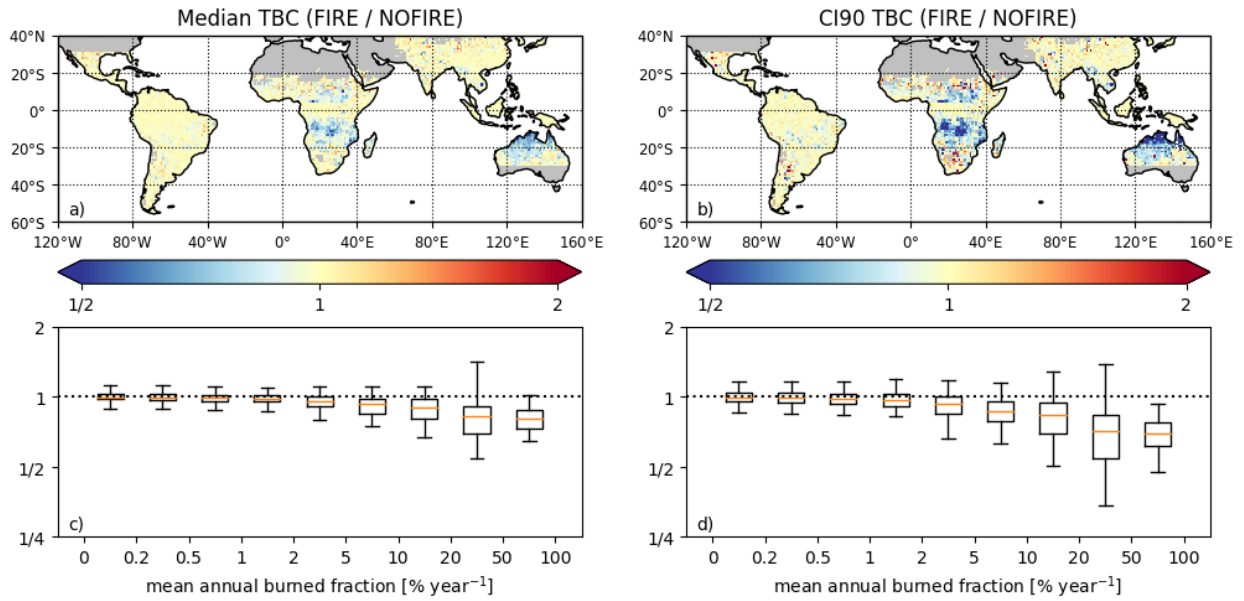 Median TBC (FIRE / NOFIRE)
CI90 TBC (FIRE / NOFIRE)
40°N
20°S
0°
20°S
40°S
60°S
a)
120°W 80°W 40°W 0° 40°E 80°E 120°E 160°E
40°N
20°S
0°
20°S
40°S
60°S
b)
120°W 80°W 40°W 0° 40°E 80°E 120°E 160°E
1/2 1 2
1/2 1 2
2
1
1/2
1/4
c)
0 0.2 0.5 1 2 5 10 20 50 100
mean annual burned fraction [% year⁻¹]
2
1
1/2
1/4
d)
0 0.2 0.5 1 2 5 10 20 50 100
mean annual burned fraction [% year⁻¹]